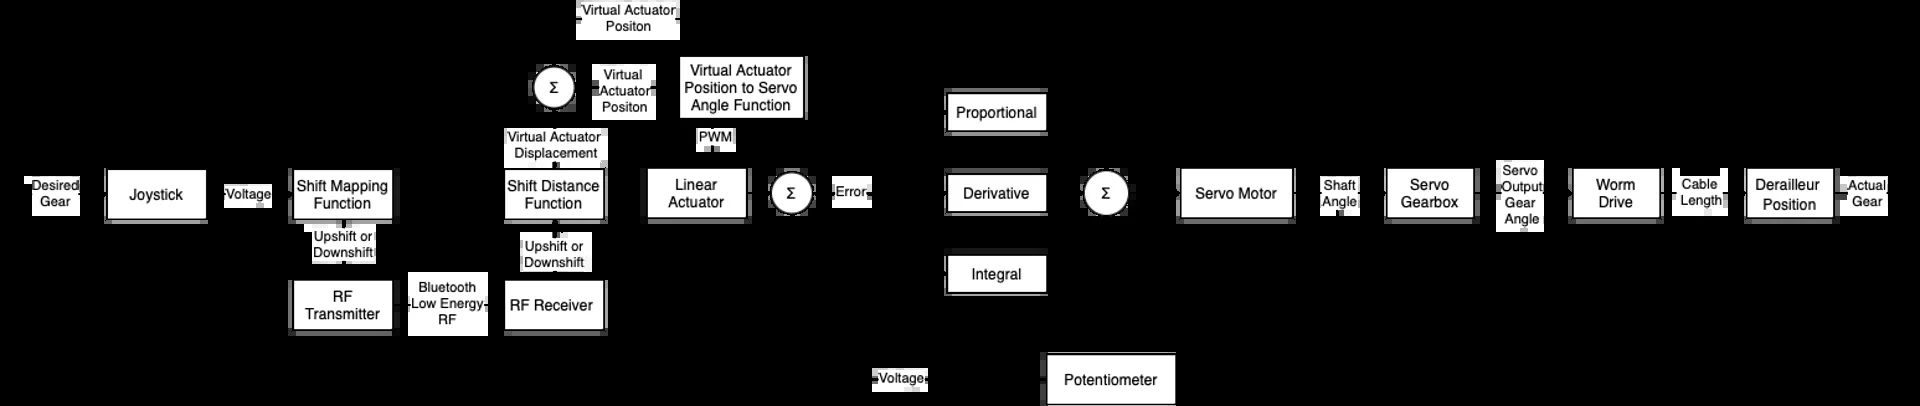 Virtual Actuator
Positon
Σ
Virtual
Actuator
Positon
Virtual Actuator
Position to Servo
Angle Function
Proportional
Virtual Actuator
Displacement
PWM
Desired
Gear
Joystick
Voltage
Shift Mapping
Function
Shift Distance
Function
Linear
Actuator
Σ
Error
Derivative
Σ
Servo Motor
Shaft
Angle
Servo
Gearbox
Servo
Output
Gear
Angle
Worm
Drive
Cable
Length
Derailleur
Position
Actual
Gear
Upshift or
Downshift
Upshift or
Downshift
Integral
RF
Transmitter
Bluetooth
Low Energy
RF
RF Receiver
Voltage
Potentiometer